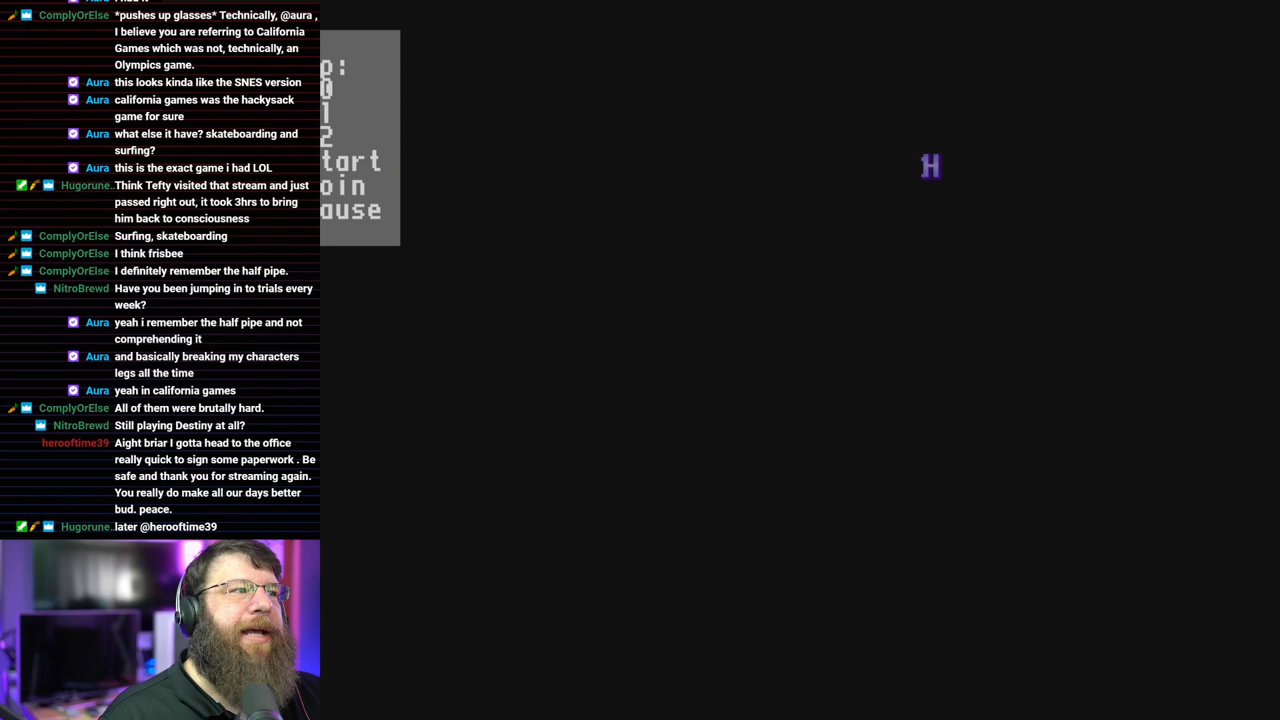 ComplyOrElse *pushes up glasses* Technically, @aura ,
I believe you are referring to California
Games which was not, technically, an
Olympics game.
Aura this looks kinda like the SNES version
Aura california games was the hackysack
game for sure
Aura what else it have? skateboarding and
surfing?
Aura this is the exact game i had LOL
Hugorune.. Think Tefty visited that stream and just
passed right out, it took 3hrs to bring
him back to consciousness
ComplyOrElse Surfing, skateboarding
ComplyOrElse I think frisbee
ComplyOrElse I definitely remember the half pipe.
NitroBrewd Have you been jumping in to trials every
week?
Aura yeah i remember the half pipe and not
comprehending it
Aura and basically breaking my characters
legs all the time
Aura yeah in california games
ComplyOrElse All of them were brutally hard.
NitroBrewd Still playing Destiny at all?
herooftime39 Aight briar I gotta head to the office
really quick to sign some paperwork . Be
safe and thank you for streaming again.
You really do make all our days better
bud. peace.
Hugorune.. later @herooftime39
p:
0
1
2
tart
oin
ause
H